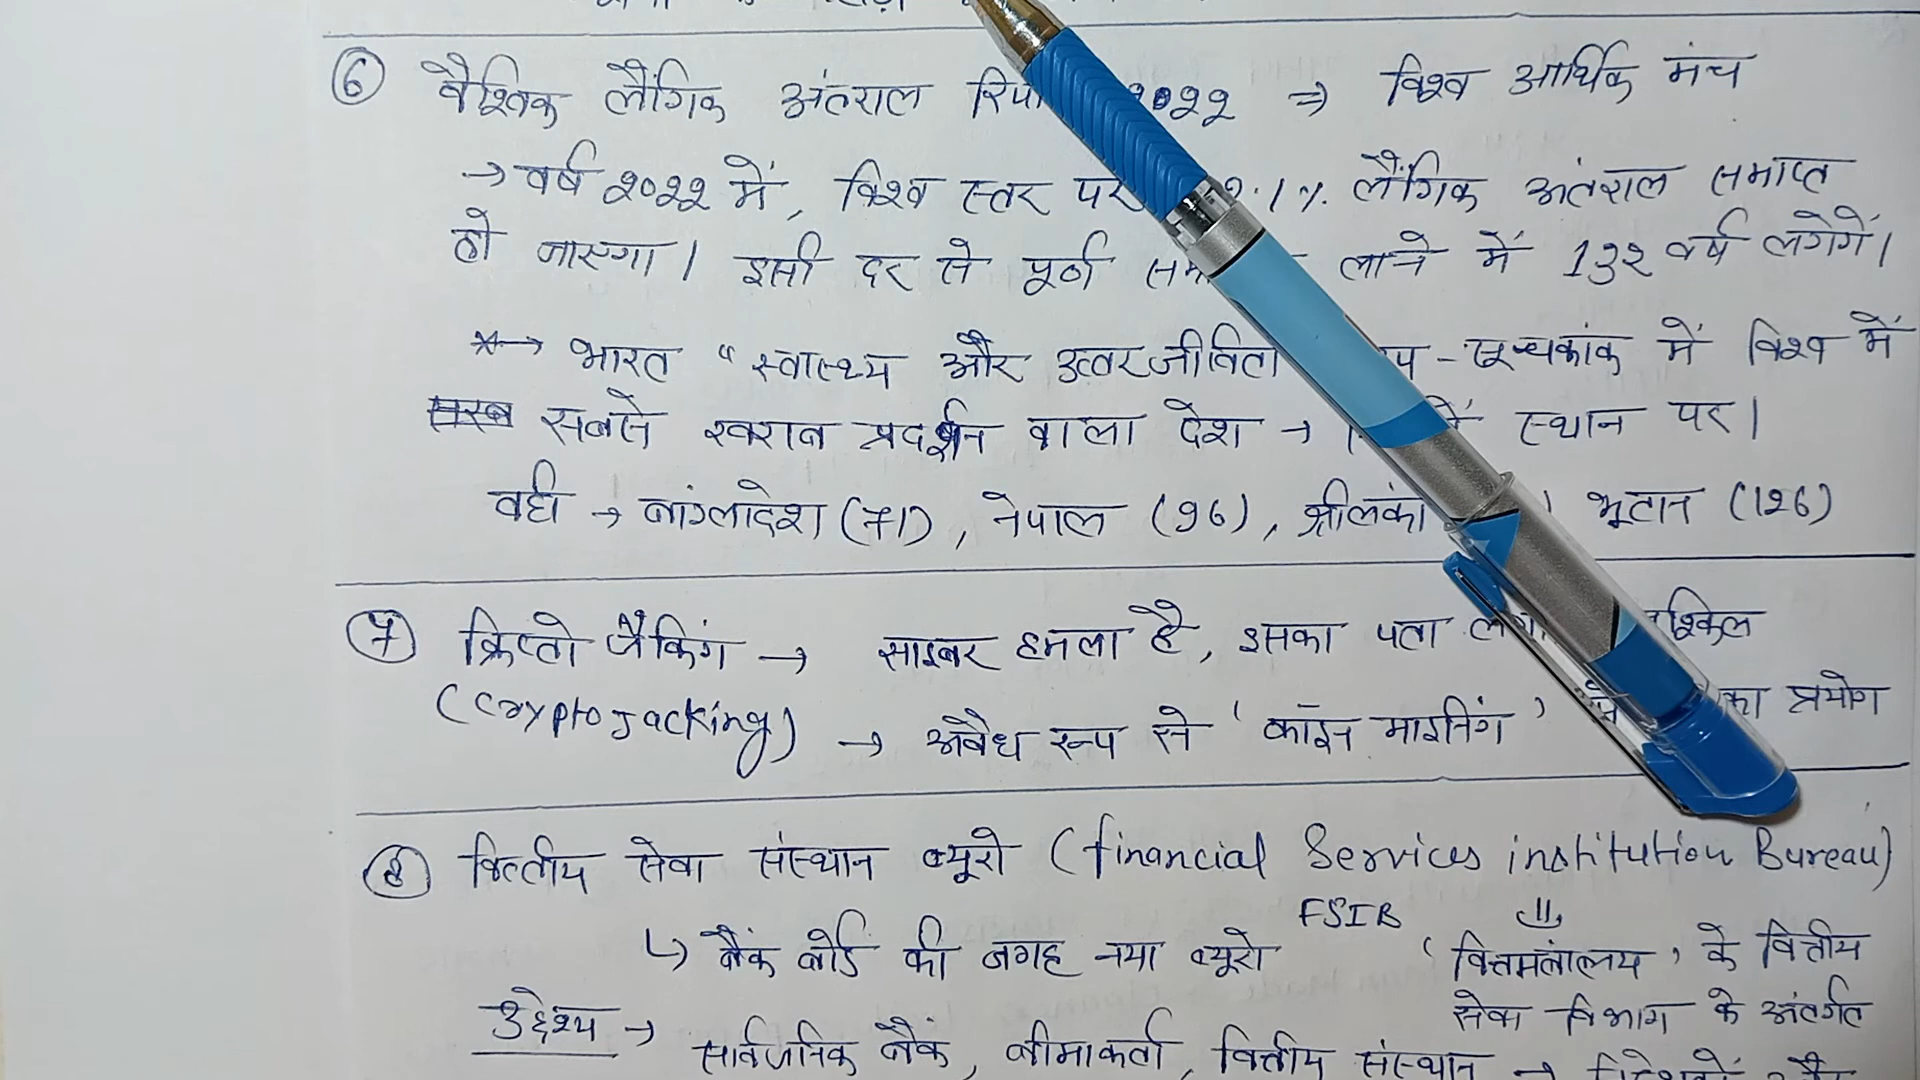 ⑥ वैश्विक लैंगिक अंतराल 2022 ⇒ विश्व आर्थिक मंच
→ वर्ष 2022 में, विश्व स्तर पर .1% लैंगिक अंतराल समाप्त
हो जाएगा। इसी दर से पूर्ण लाने में 132 वर्ष लगेगें।
*→ भारत "स्वास्थ्य और उत्तरजीविता - सूचकांक में विश्व में
सबसे खराब प्रदर्शन वाला देश → स्थान पर।
वही → बांग्लादेश (71), नेपाल (96), श्रीलंका भूटान (126)
⑦ क्रिप्तो जैकिंग → साइबर हमला है, इसका पता
(Cryptojacking) → अवैध रूप से 'कॉइन माइनिंग' का प्रयोग
⑧ वित्तीय सेवा संस्थान ब्यूरो (financial Services institution Bureau)
FSIB
↳ बैंक बोर्ड की जगह नया ब्यूरो 'वित्तमंत्रालय' के वित्तीय
सेवा विभाग के अंतर्गत
उद्देश्य → सार्वजनिक बैंक, बीमाकर्ता, वित्तीय संस्थान →